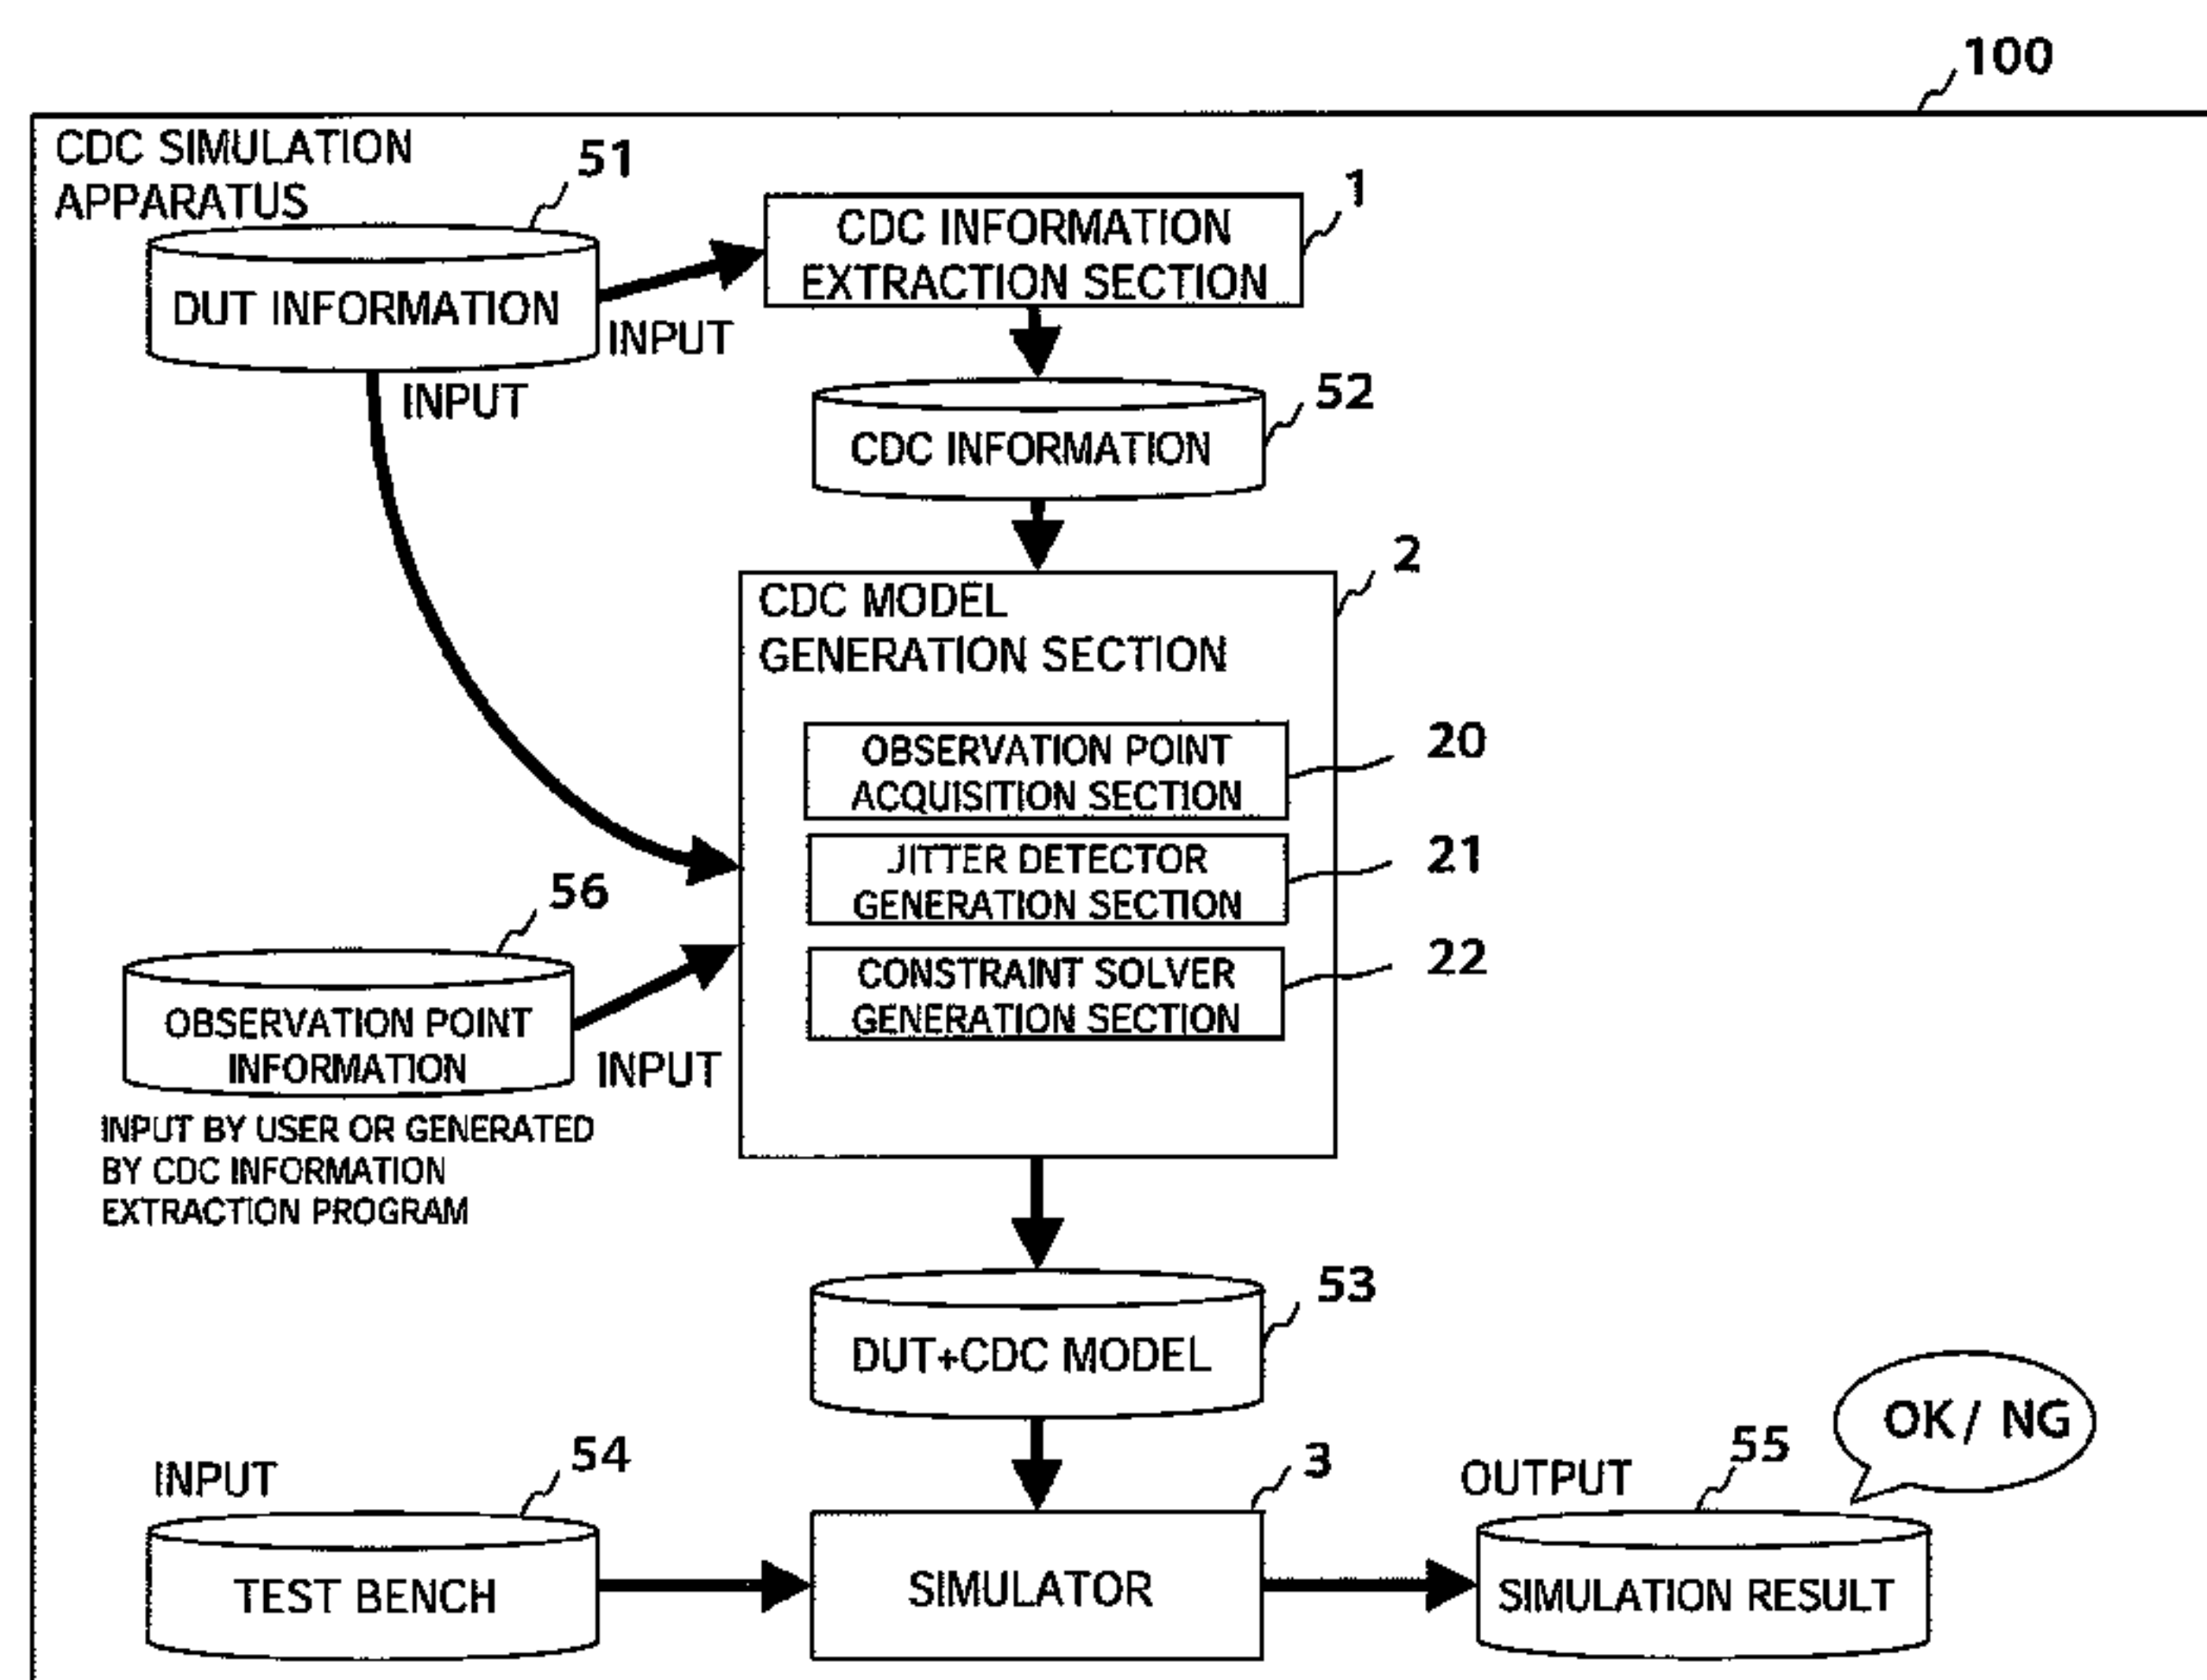 100
CDC SIMULATION
APPARATUS
51
1
CDC INFORMATION
EXTRACTION SECTION
DUT INFORMATION
INPUT
INPUT
52
CDC INFORMATION
2
CDC MODEL
GENERATION SECTION
OBSERVATION POINT
ACQUISITION SECTION
20
JITTER DETECTOR
GENERATION SECTION
21
56
CONSTRAINT SOLVER
GENERATION SECTION
22
OBSERVATION POINT
INFORMATION
INPUT
INPUT BY USER OR GENERATED
BY CDC INFORMATION
EXTRACTION PROGRAM
53
DUT+CDC MODEL
OK / NG
INPUT
54
3
OUTPUT
55
TEST BENCH
SIMULATOR
SIMULATION RESULT